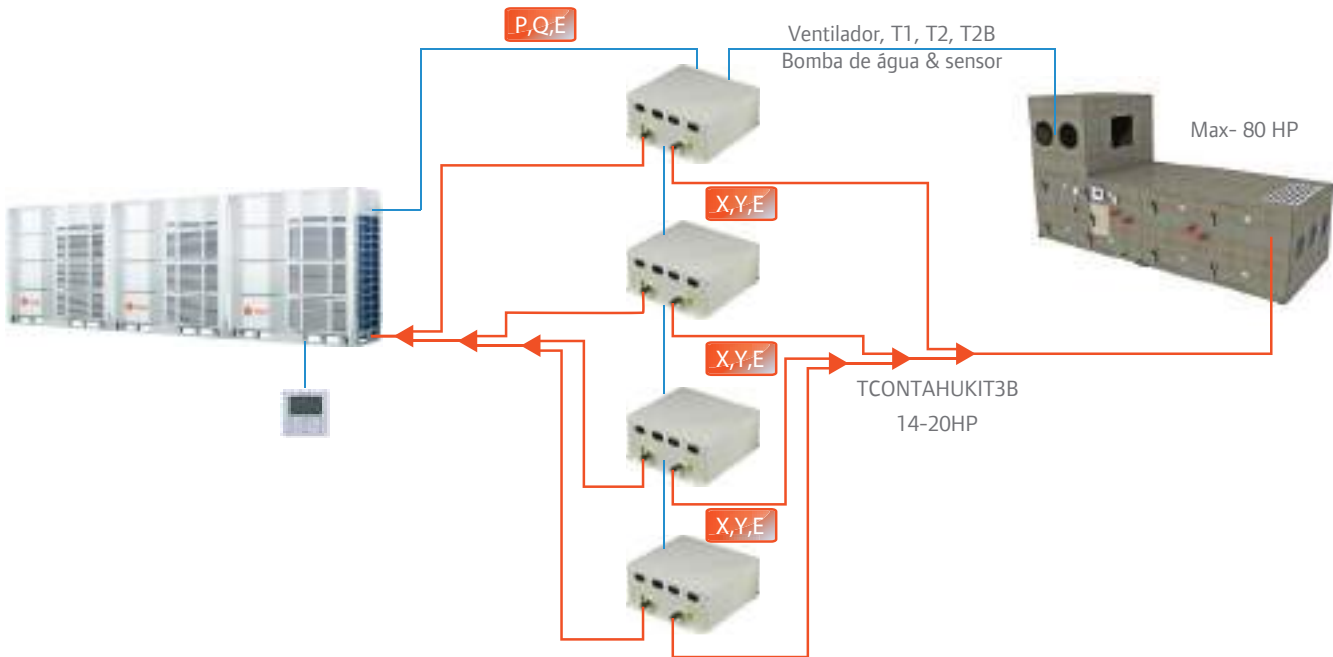 P,Q,E
Ventilador, T1, T2, T2B
Bomba de água & sensor
Max- 80 HP
X,Y,E
X,Y,E
TCONTAHUKIT3B
14-20HP
X,Y,E